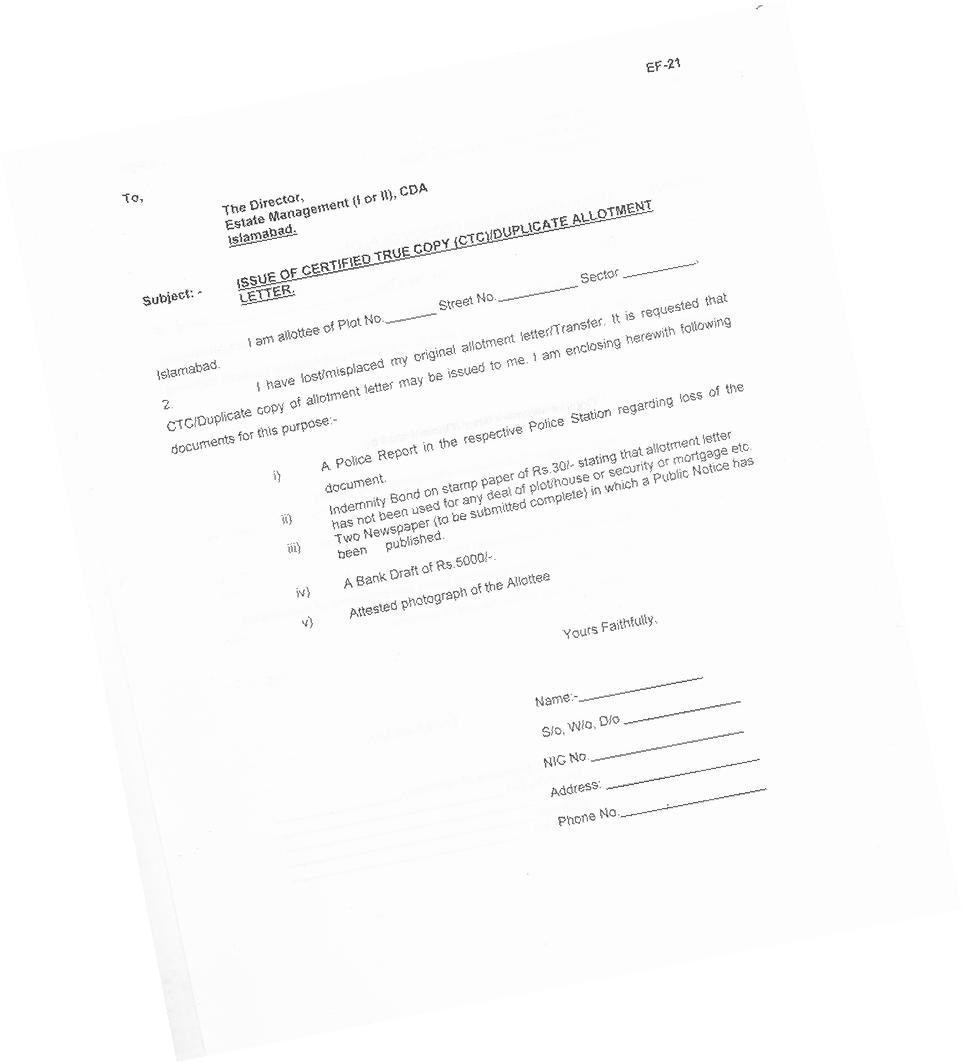 EF-21
To,
The Director,
Estate Management (I or II), CDA
Islamabad.
Subject: - ISSUE OF CERTIFIED TRUE COPY (CTC)/DUPLICATE ALLOTMENT
LETTER.
I am allottee of Plot No.________ Street No.____________ Sector ___________,
Islamabad.
2. I have lost/misplaced my original allotment letter/Transfer. It is requested that
CTC/Duplicate copy of allotment letter may be issued to me. I am enclosing herewith following
documents for this purpose:-
i) A Police Report in the respective Police Station regarding loss of the
document.
ii) Indemnity Bond on stamp paper of Rs.30/- stating that allotment letter
has not been used for any deal of plot/house or security or mortgage etc.
iii) Two Newspaper (to be submitted complete) in which a Public Notice has
been published.
iv) A Bank Draft of Rs.5000/-.
v) Attested photograph of the Allottee
Yours Faithfully,
Name:-___________________
S/o, W/o, D/o __________________
NIC No._______________________
Address: _______________________
Phone No.______________________